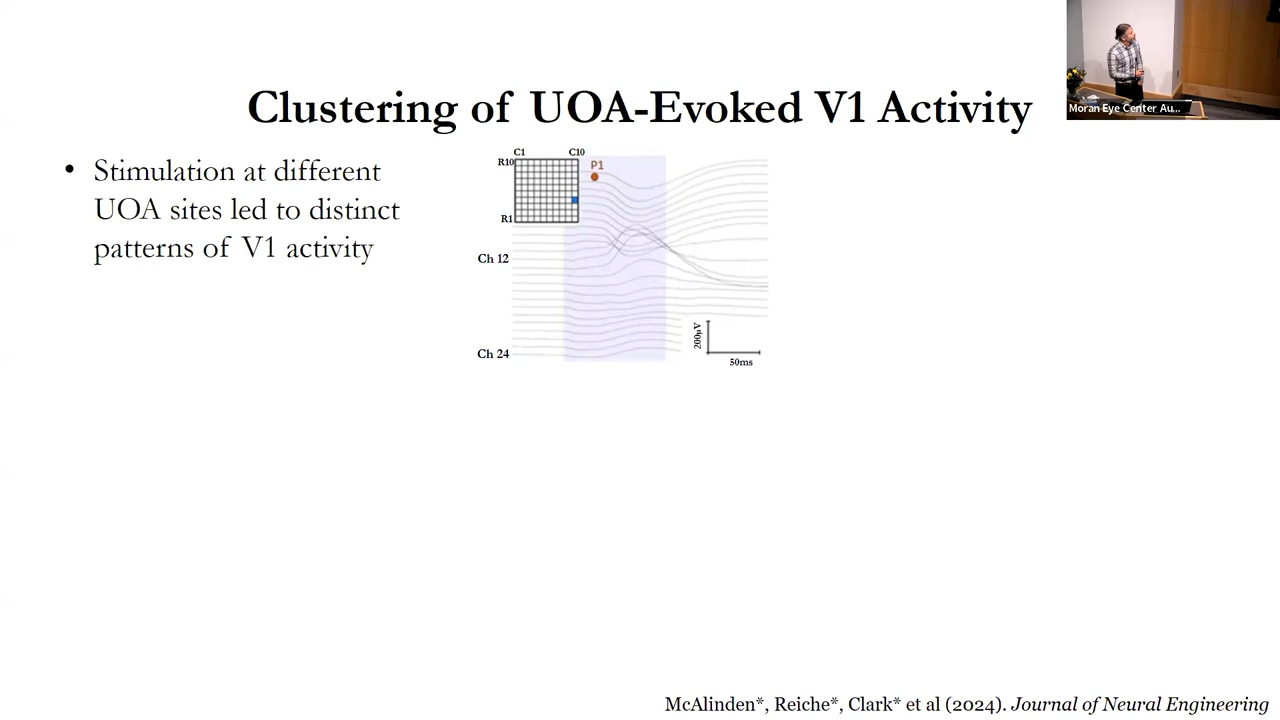 Moran Eye Center Au...
Clustering of UOA-Evoked V1 Activity
• Stimulation at different
UOA sites led to distinct
patterns of V1 activity
C1 C10
R10
P1
R1
Ch 12
Ch 24
200µV
50ms
McAlinden*, Reiche*, Clark* et al (2024). Journal of Neural Engineering